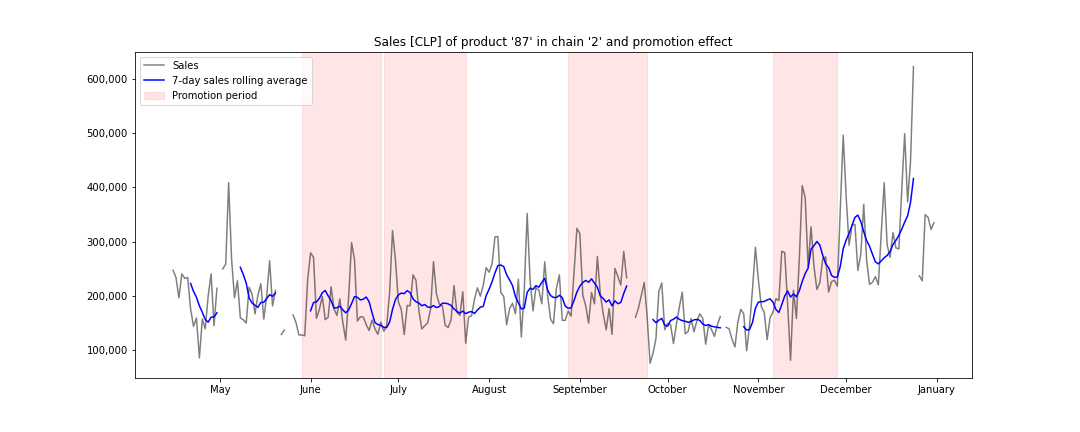 Sales [CLP] of product '87' in chain '2' and promotion effect
Sales
7-day sales rolling average
Promotion period
600,000
500,000
400,000
300,000
200,000
100,000
May June July August September October November December January